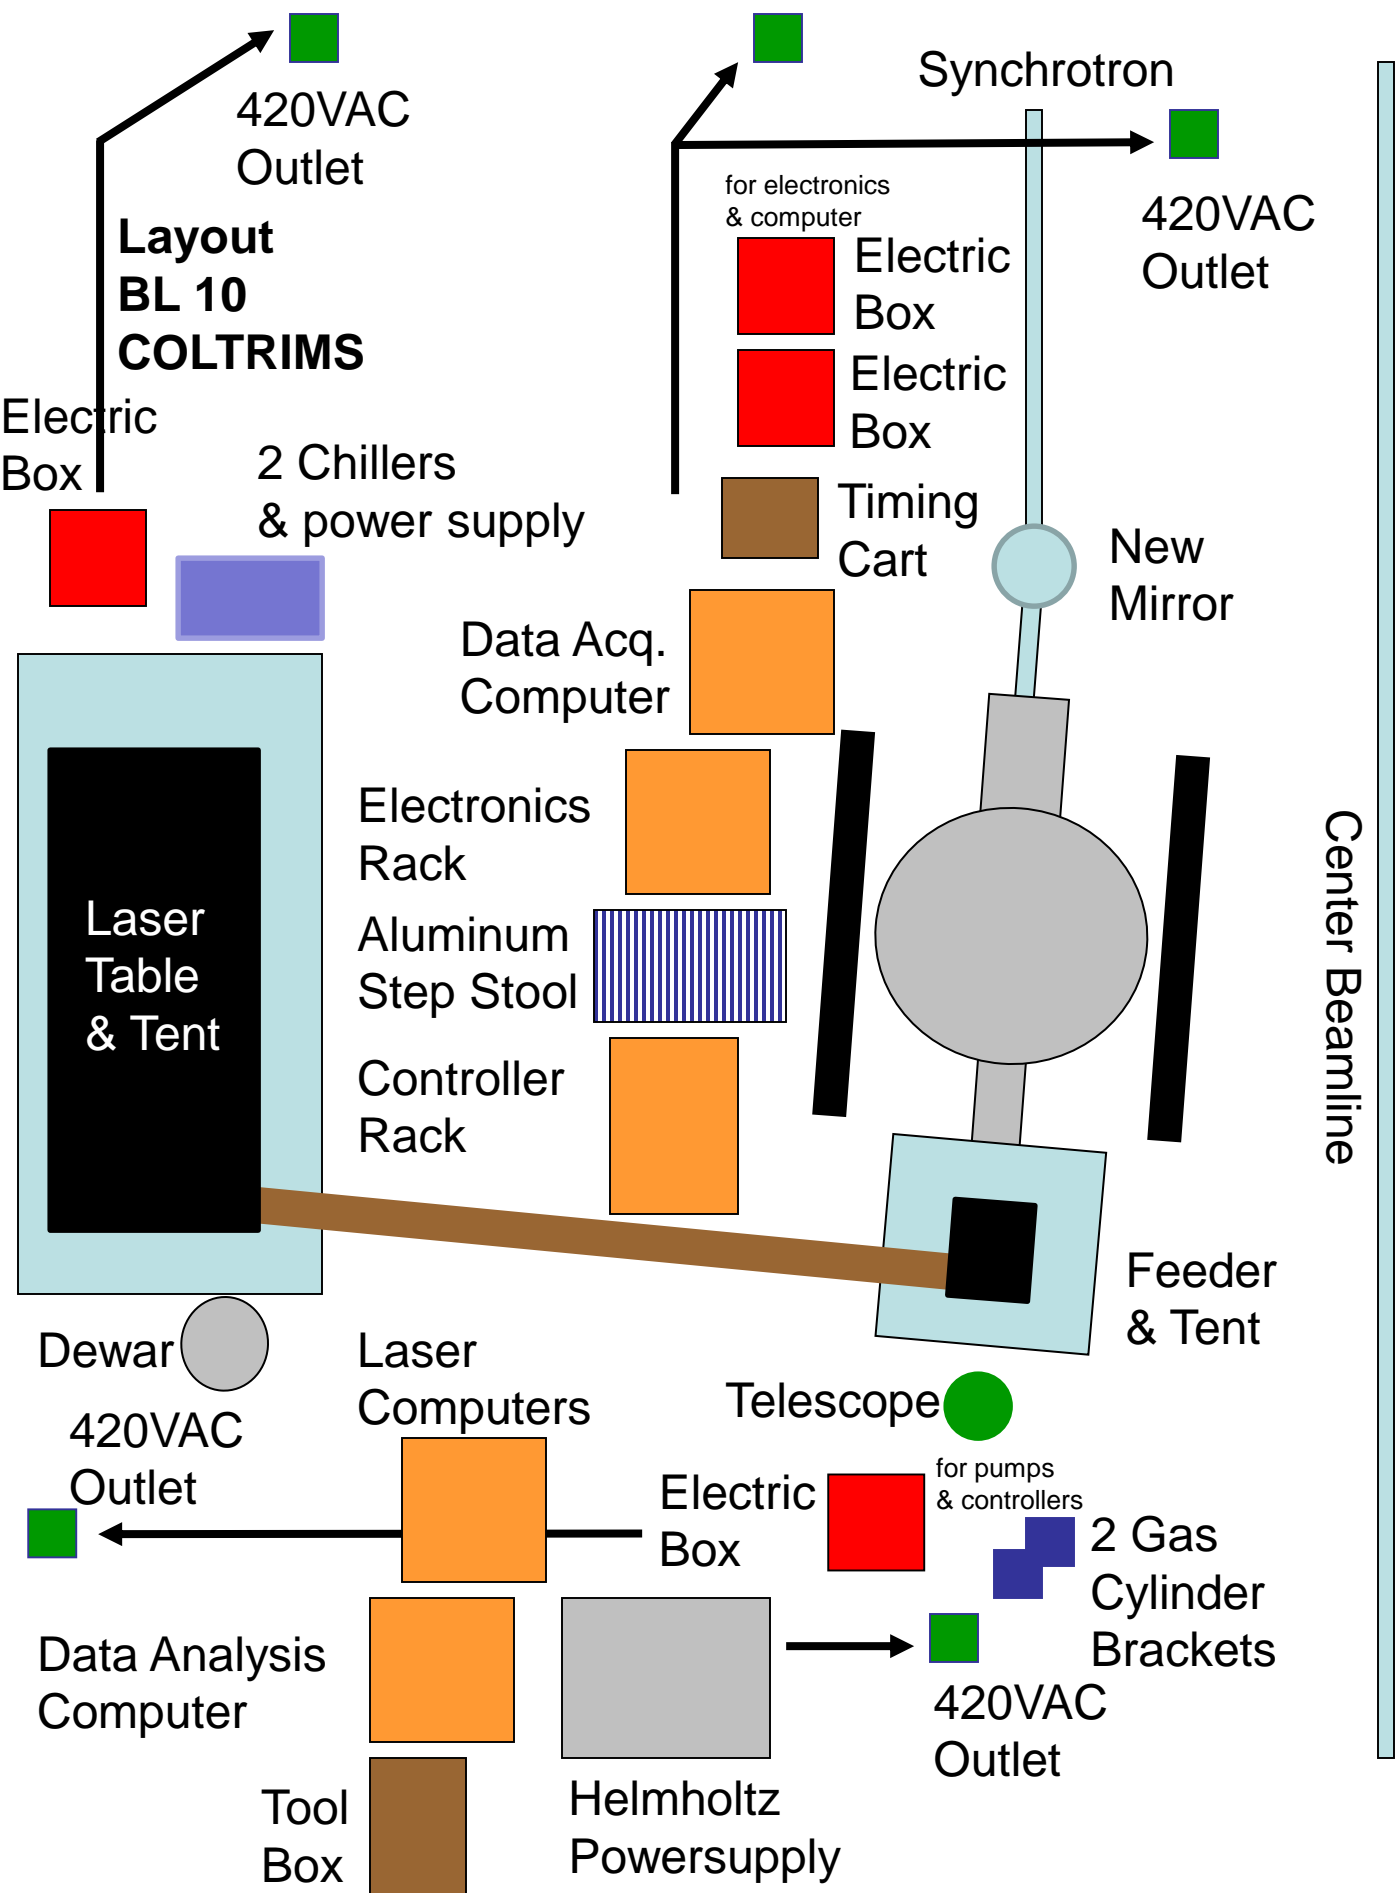 Synchrotron
420VAC
Outlet
for electronics
& computer
420VAC
Outlet
Layout
BL 10
COLTRIMS
Electric
Box
Electric
Box
Electric
Box
2 Chillers
& power supply
Timing
Cart
New
Mirror
Data Acq.
Computer
Electronics
Rack
Center Beamline
Laser
Table
& Tent
Aluminum
Step Stool
Controller
Rack
Feeder
& Tent
Dewar
Laser
Computers
Telescope
420VAC
Outlet
for pumps
& controllers
Electric
Box
2 Gas
Cylinder
Brackets
Data Analysis
Computer
420VAC
Outlet
Tool
Box
Helmholtz
Powersupply